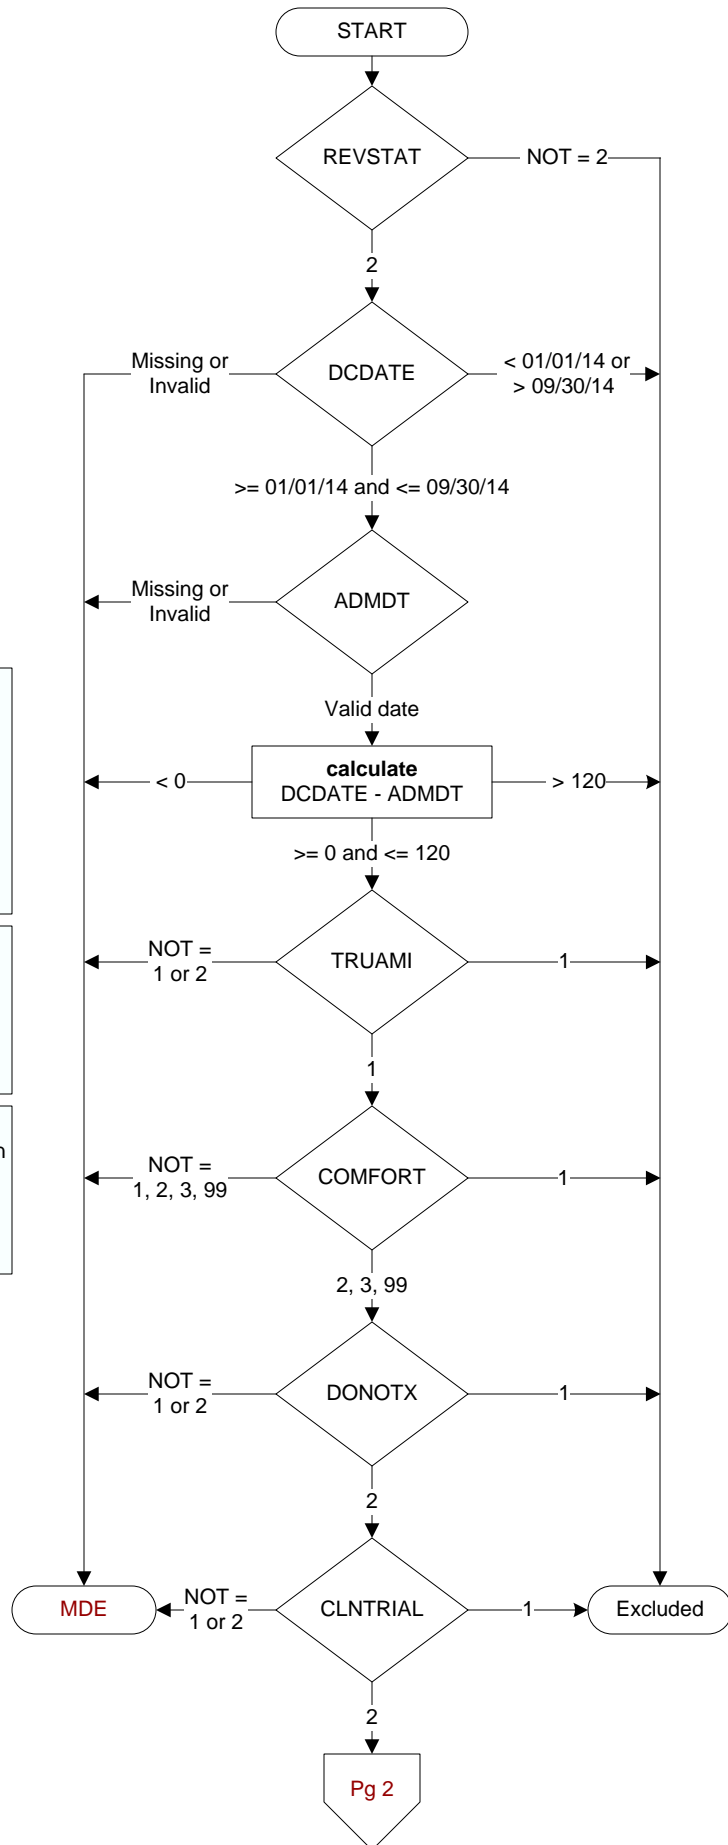 START
REVSTAT
NOT = 2
2
Missing or
Invalid
DCDATE
< 01/01/14 or
> 09/30/14
>= 01/01/14 and <= 09/30/14
Missing or
Invalid
ADMDT
Valid date
< 0
calculate
DCDATE - ADMDT
> 120
>= 0 and <= 120
NOT =
1 or 2
TRUAMI
1
1
n
NOT =
1, 2, 3, 99
COMFORT
1
2, 3, 99
NOT =
1 or 2
DONOTX
1
2
MDE
NOT =
1 or 2
CLNTRIAL
1
Excluded
2
Pg 2